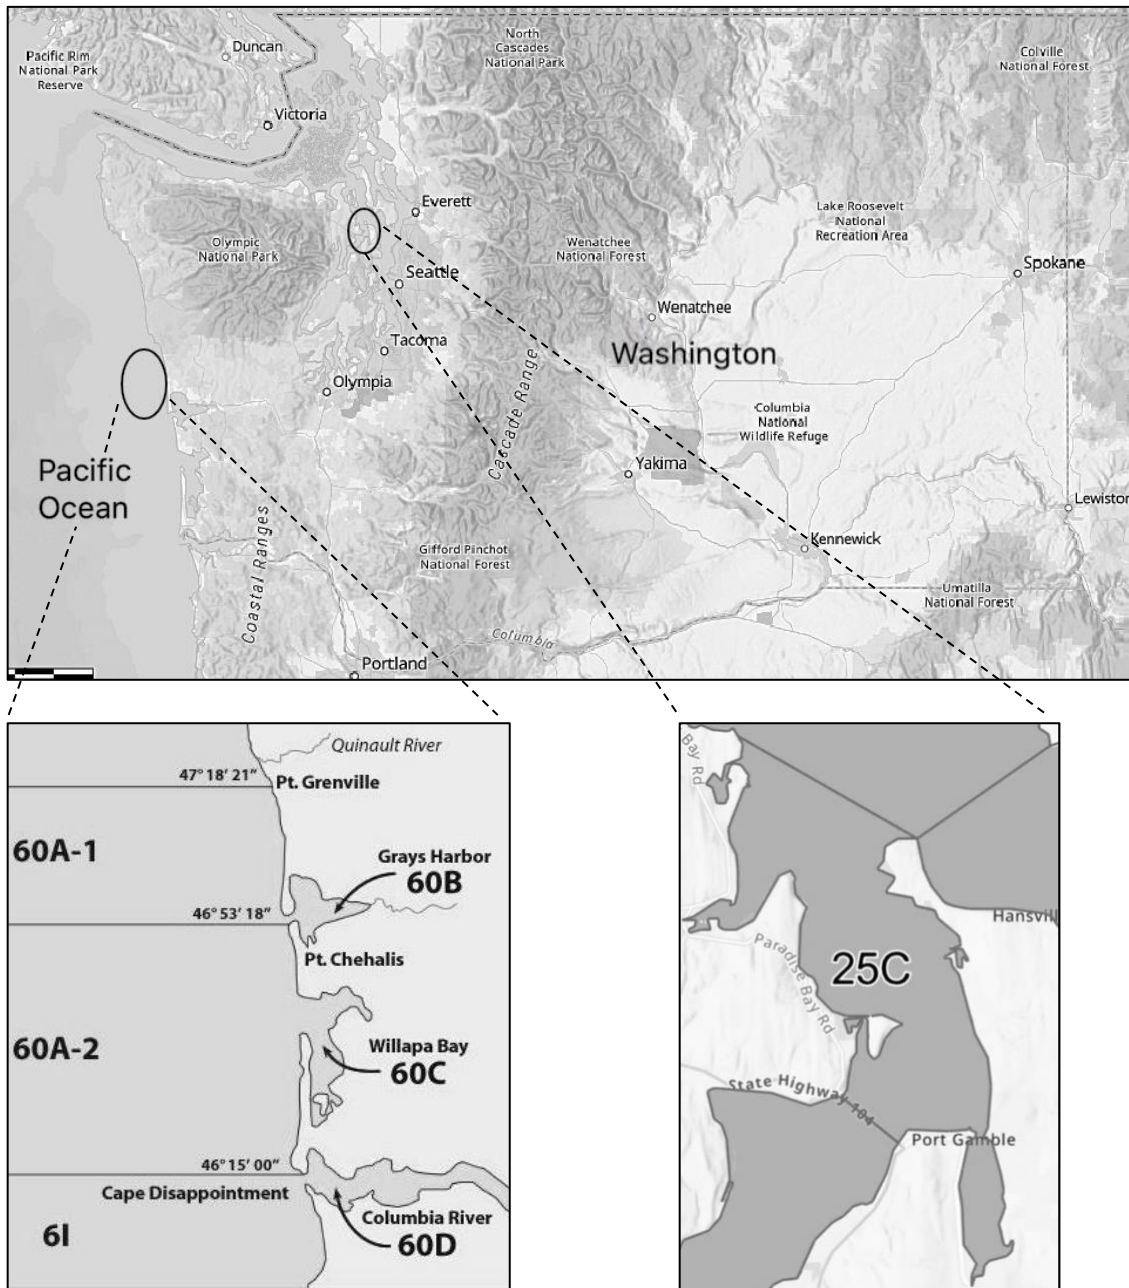 Pacific Rim
National Park
Reserve
Duncan
Victoria
North
Cascades
National Park
Colville
National Forest
Everett
Olympic
National Park
Seattle
Wenatchee
National Forest
Lake Roosevelt
National
Recreation Area
Spokane
Wenatchee
Washington
Tacoma
Olympia
Cascade Range
Columbia
National
Wildlife Refuge
Pacific
Ocean
Yakima
Lewiston
Coastal Ranges
Gifford Pinchot
National Forest
Kennewick
Umatilla
National Forest
Columbia
Portland
Quinault River
47° 18′ 21″
Pt. Grenville
60A-1
Grays Harbor
60B
46° 53′ 18″
Pt. Chehalis
60A-2
Willapa Bay
60C
46° 15′ 00″
Cape Disappointment
Columbia River
60D
6I
Bay Rd
Hansvil
Paradise Bay Rd
25C
State Highway 104
Port Gamble